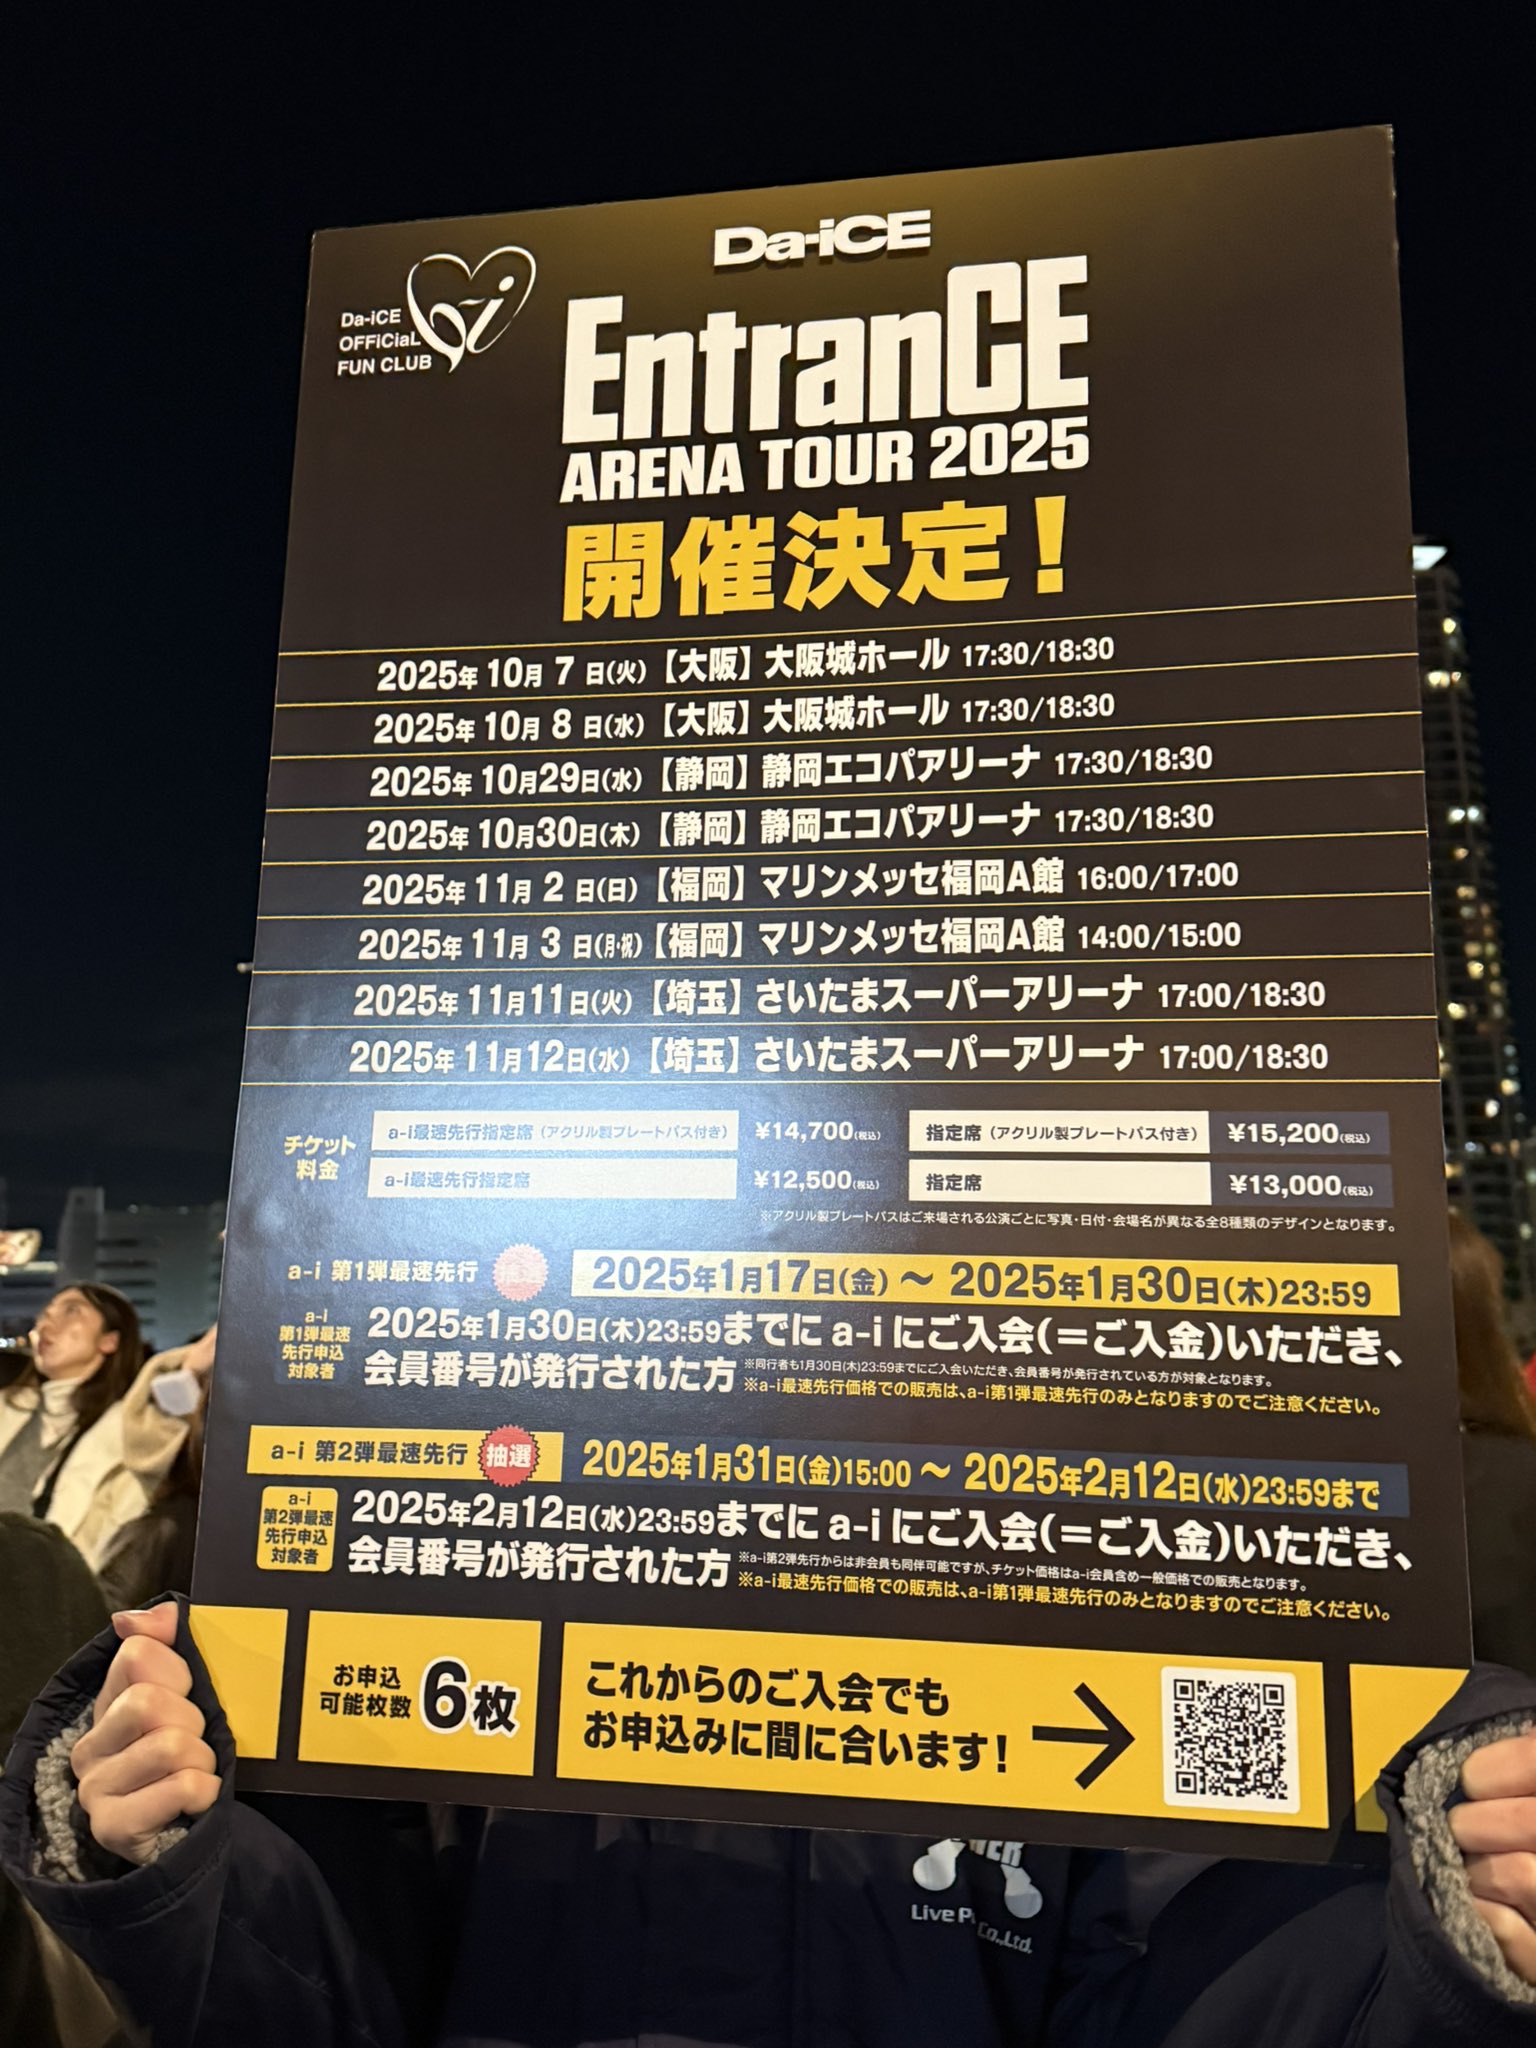 Da-iCE
Da-iCE
OFFiCiaL
FUN CLUB
a-i
EntranCE
ARENA TOUR 2025
開催決定!
2025年 10月 7 日(火)【大阪】大阪城ホール 17:30/18:30
2025年 10月 8 日(水)【大阪】大阪城ホール 17:30/18:30
2025年 10月29日(水)【静岡】静岡エコパアリーナ 17:30/18:30
2025年 10月30日(木)【静岡】静岡エコパアリーナ 17:30/18:30
2025年 11月 2 日(日)【福岡】マリンメッセ福岡A館 16:00/17:00
2025年 11月 3 日(月・祝)【福岡】マリンメッセ福岡A館 14:00/15:00
2025年 11月11日(火)【埼玉】さいたまスーパーアリーナ 17:00/18:30
2025年 11月12日(水)【埼玉】さいたまスーパーアリーナ 17:00/18:30
チケット
料金
a-i最速先行指定席(アクリル製プレートパス付き) ¥14,700(税込) 指定席(アクリル製プレートパス付き) ¥15,200(税込)
a-i最速先行指定席 ¥12,500(税込) 指定席 ¥13,000(税込)
※アクリル製プレートパスはご来場される公演ごとに写真・日付・会場名が異なる全8種類のデザインとなります。
a-i 第1弾最速先行 抽選 2025年1月17日(金)〜2025年1月30日(木)23:59
a-i
第1弾最速
先行申込
対象者
2025年1月30日(木)23:59までに a-i にご入会(=ご入金)いただき、
会員番号が発行された方
※同行者も1月30日(木)23:59までにご入会いただき、会員番号が発行されている方が対象となります。
※a-i最速先行価格での販売は、a-i第1弾最速先行のみとなりますのでご注意ください。
a-i 第2弾最速先行 抽選 2025年1月31日(金)15:00〜2025年2月12日(水)23:59まで
a-i
第2弾最速
先行申込
対象者
2025年2月12日(水)23:59までに a-i にご入会(=ご入金)いただき、
会員番号が発行された方
※a-i第2弾先行からは非会員も同伴可能ですが、チケット価格はa-i会員含め一般価格での販売となります。
※a-i最速先行価格での販売は、a-i第1弾最速先行のみとなりますのでご注意ください。
お申込
可能枚数
6枚
これからのご入会でも
お申込みに間に合います!
Live P
Co.,Ltd.